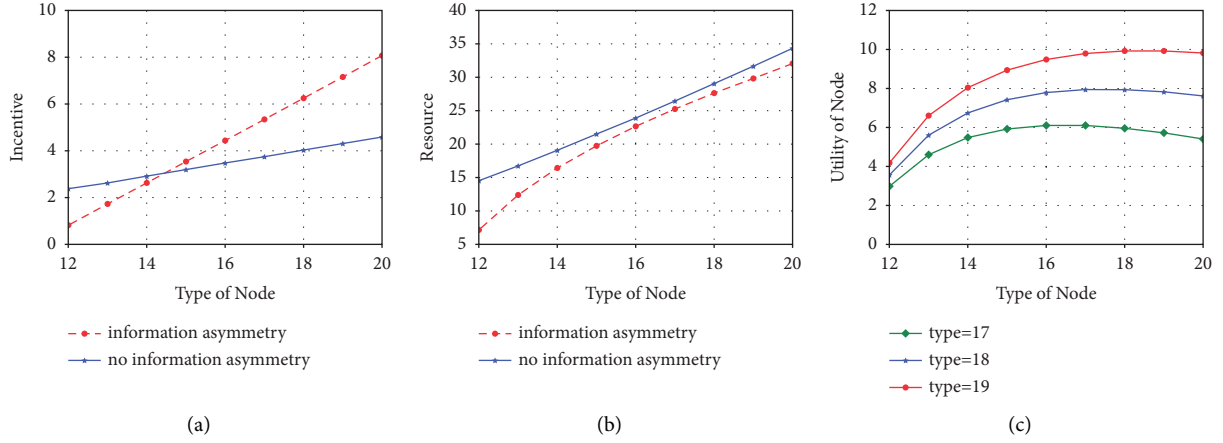 10
8
6
4
2
0
Incentive
12 14 16 18 20
Type of Node
information asymmetry
no information asymmetry
(a)
40
35
30
25
20
15
10
5
Resource
12 14 16 18 20
Type of Node
information asymmetry
no information asymmetry
(b)
12
10
8
6
4
2
0
Utility of Node
12 14 16 18 20
Type of Node
type=17
type=18
type=19
(c)